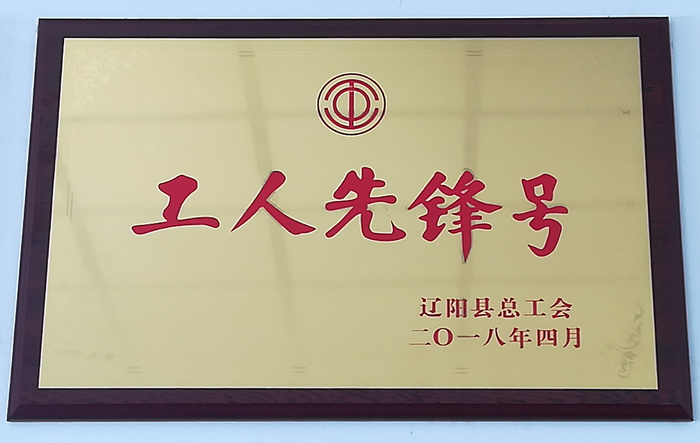 工人先锋号
辽阳县总工会
二〇一八年四月